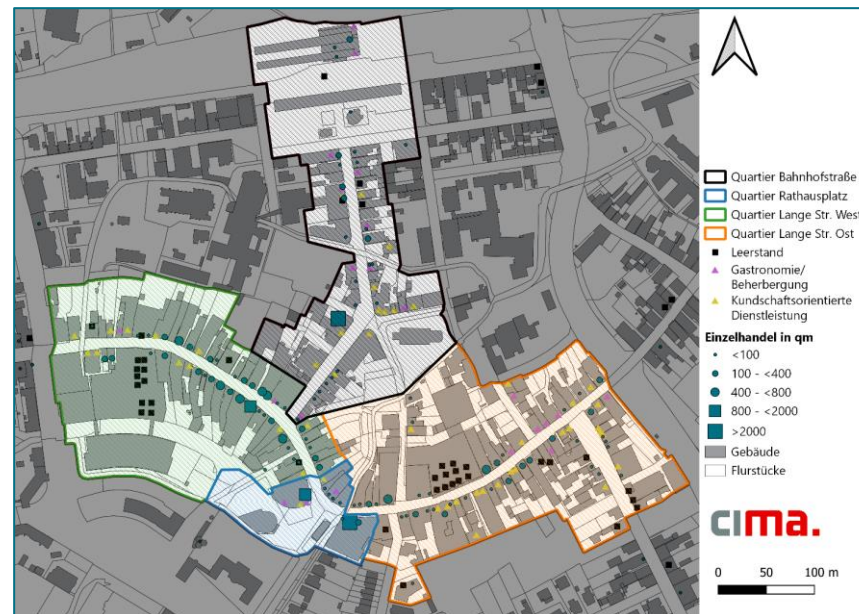 Quartier Bahnhofstraße
Quartier Rathausplatz
Quartier Lange Str. West
Quartier Lange Str. Ost
Leerstand
Gastronomie/
Beherbergung
Kundschaftsorientierte
Dienstleistung
Einzelhandel in qm
<100
100 - <400
400 - <800
800 - <2000
>2000
Gebäude
Flurstücke
cima.
0 50 100 m